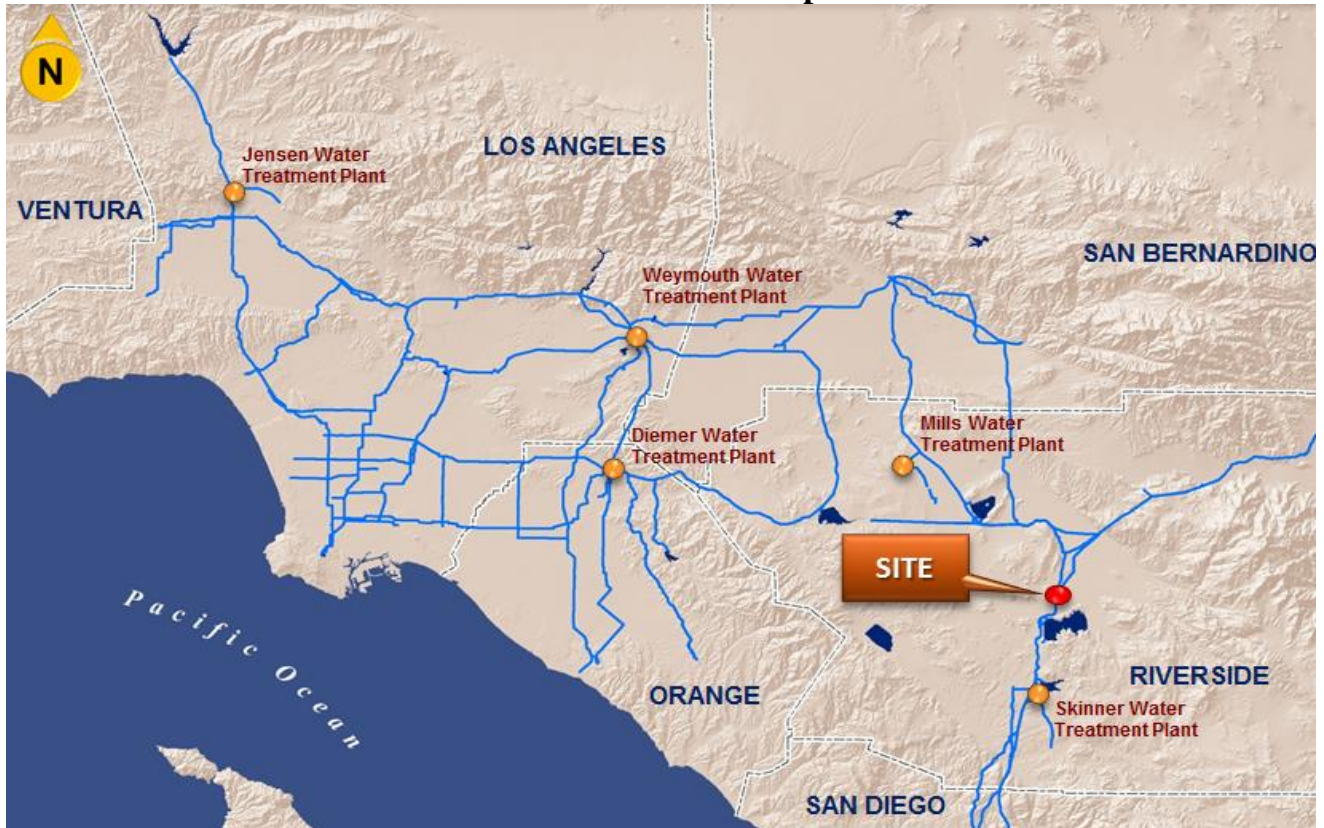 N
LOS ANGELES
Jensen Water
Treatment Plant
VENTURA
SAN BERNARDINO
Weymouth Water
Treatment Plant
Mills Water
Treatment Plant
Diemer Water
Treatment Plant
SITE
Pacific Ocean
RIVERSIDE
ORANGE
Skinner Water
Treatment Plant
SAN DIEGO